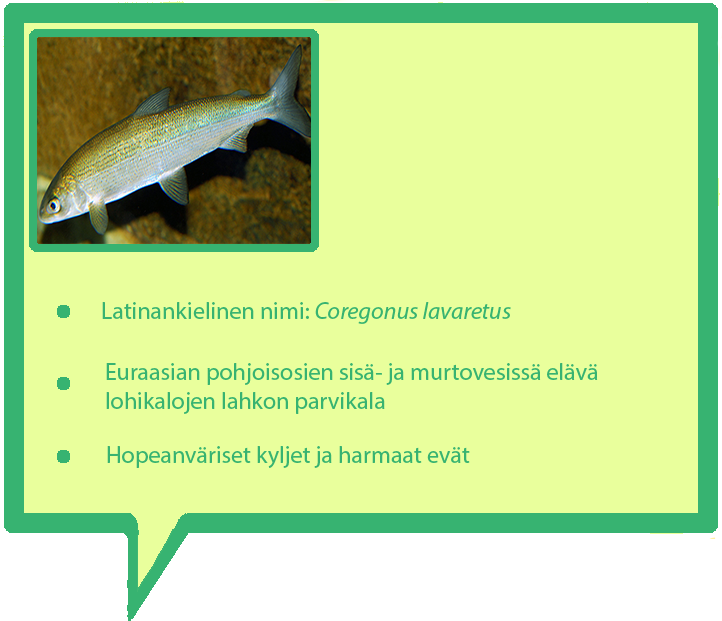 Latinankielinen nimi: Coregonus lavaretus
Euraasian pohjoisosien sisä- ja murtovesissä elävä
lohikalojen lahkon parvikala
Hopeanväriset kyljet ja harmaat evät